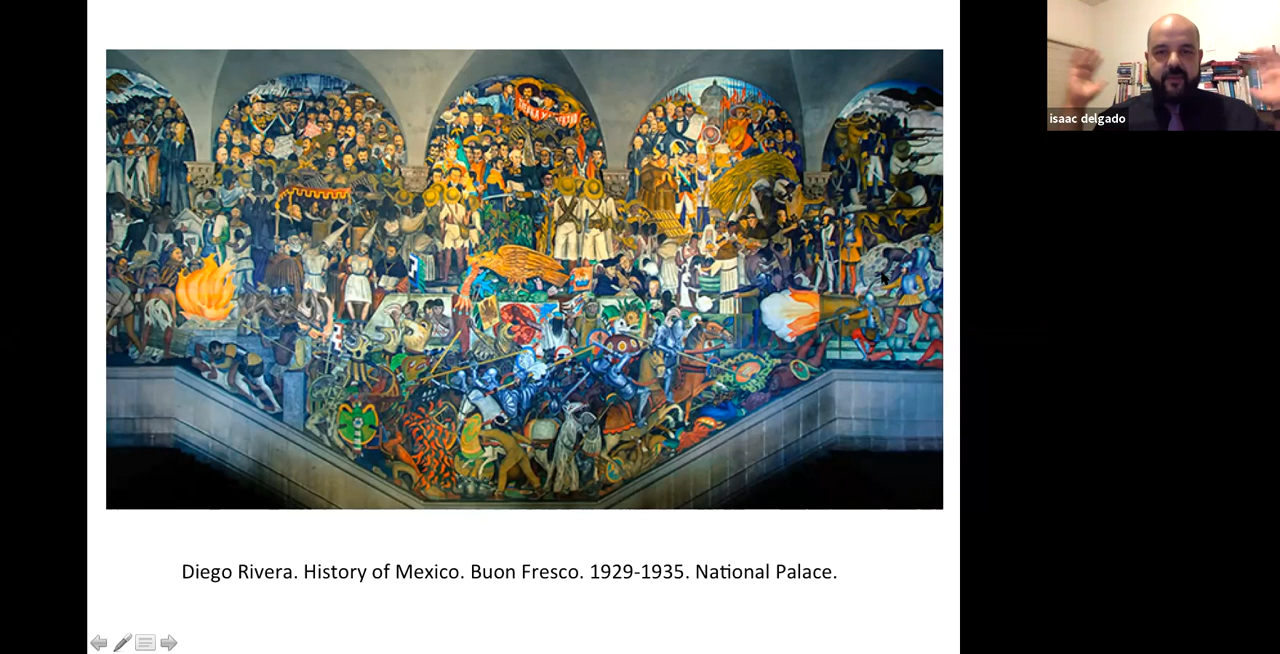 isaac delgado
Diego Rivera. History of Mexico. Buon Fresco. 1929-1935. National Palace.